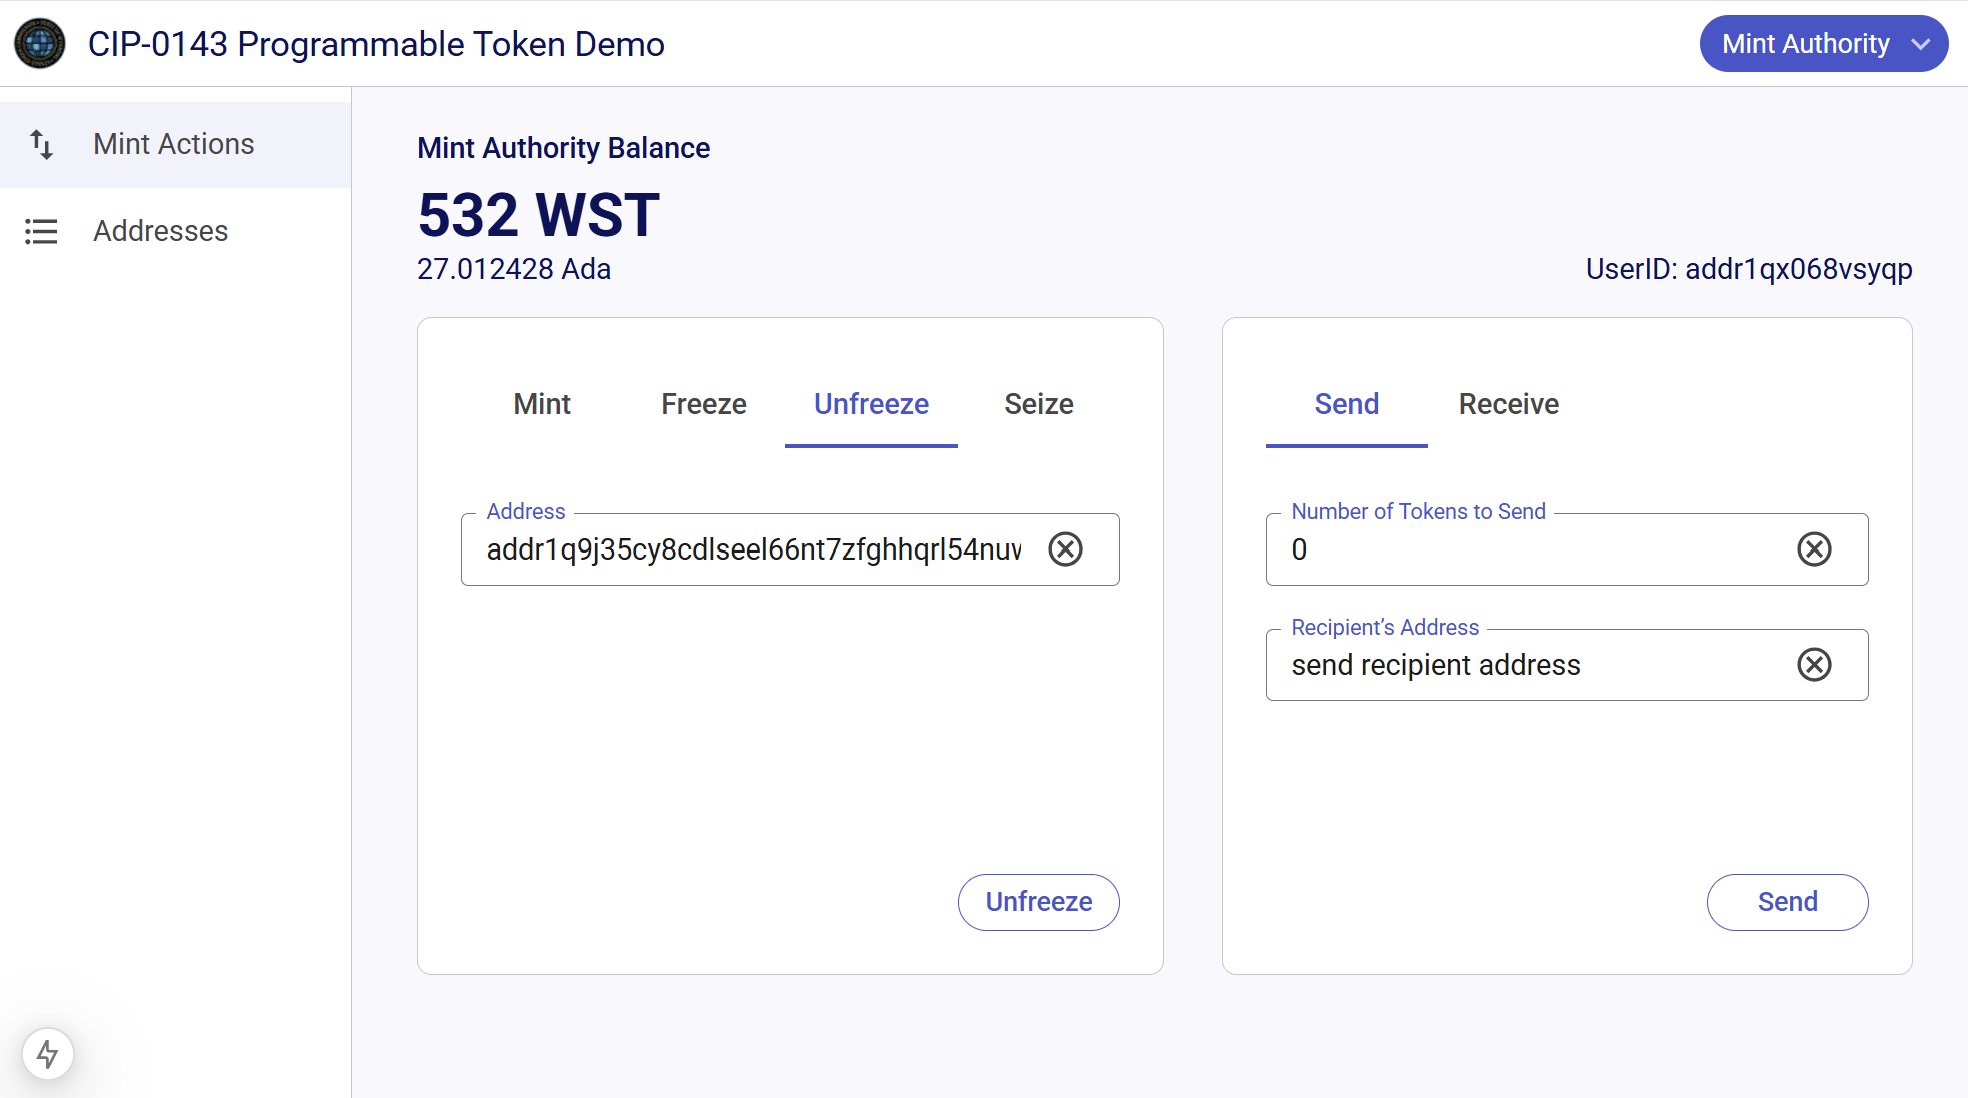 CIP-0143 Programmable Token Demo
Mint Authority
Mint Actions
Addresses
Mint Authority Balance
532 WST
27.012428 Ada
UserID: addr1qx068vsyqp
Mint Freeze Unfreeze Seize
Address
addr1q9j35cy8cdlseel66nt7zfghhqrl54nuv
Unfreeze
Send Receive
Number of Tokens to Send
0
Recipient’s Address
send recipient address
Send